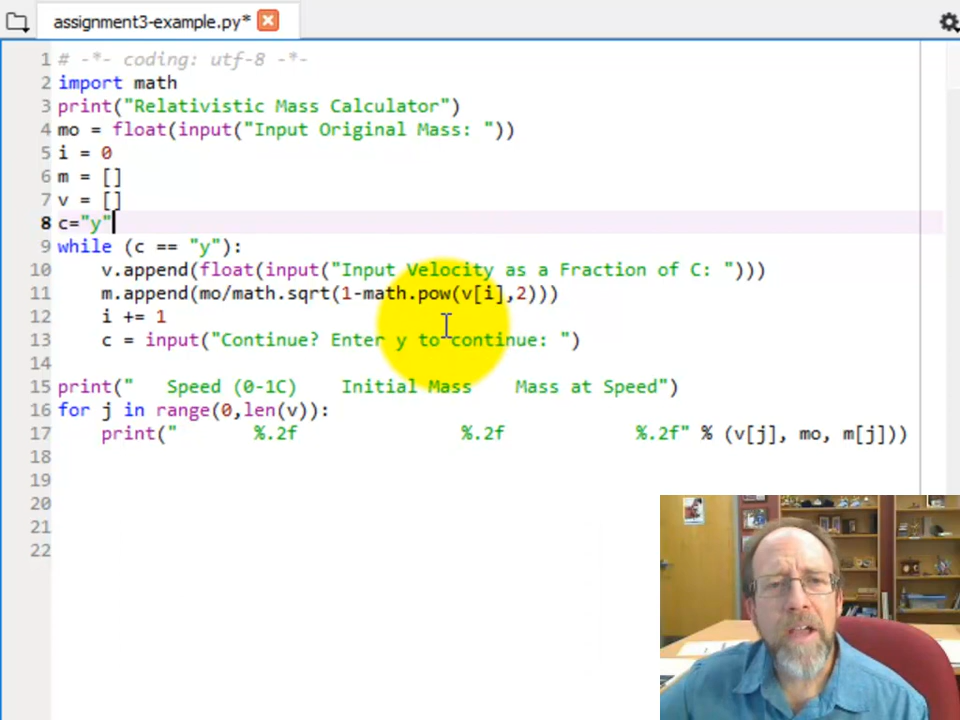 assignment3-example.py*
1 # -*- coding: utf-8 -*-
2 import math
3 print("Relativistic Mass Calculator")
4 mo = float(input("Input Original Mass: "))
5 i = 0
6 m = []
7 v = []
8 c="y"
9 while (c == "y"):
10     v.append(float(input("Input Velocity as a Fraction of C: ")))
11     m.append(mo/math.sqrt(1-math.pow(v[i],2)))
12     i += 1
13     c = input("Continue? Enter y to continue: ")
14
15 print("   Speed (0-1C)    Initial Mass    Mass at Speed")
16 for j in range(0,len(v)):
17     print("       %.2f               %.2f            %.2f" % (v[j], mo, m[j]))
18
19
20
21
22